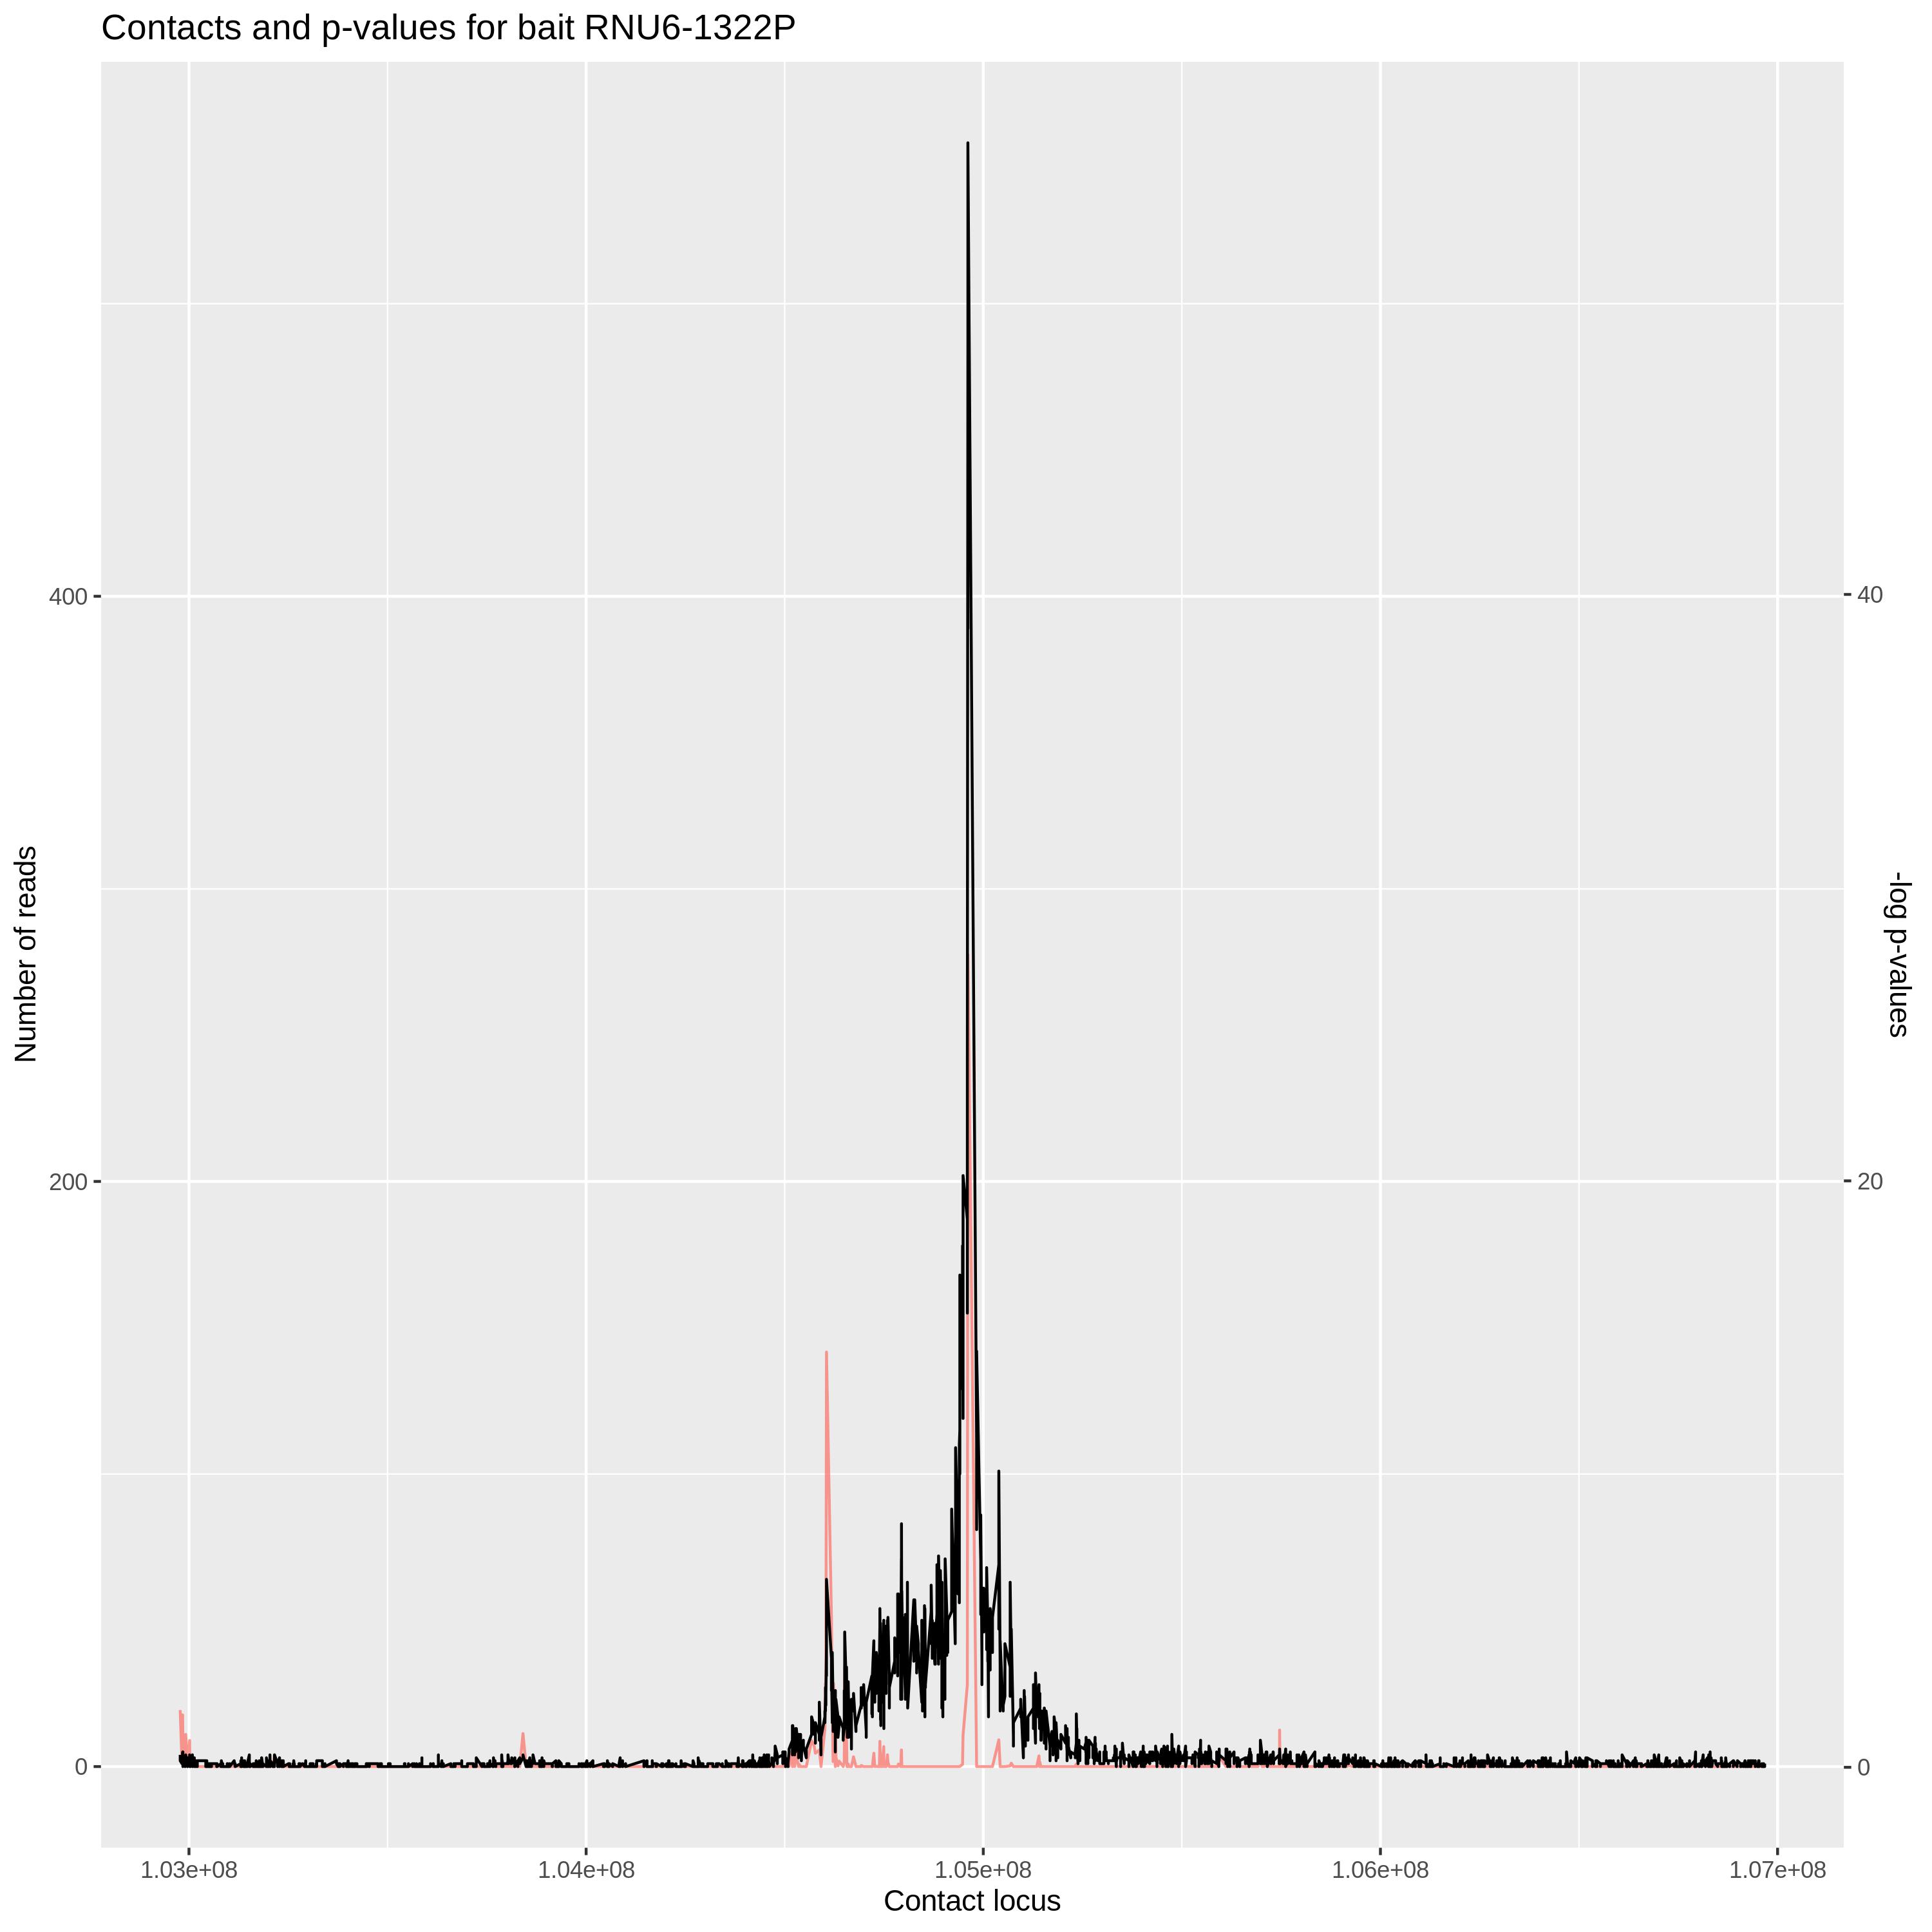 Contacts and p-values for bait RNU6-1322P
Number of reads
400
200
0
40
20
0
-log p-values
1.03e+08
1.04e+08
1.05e+08
1.06e+08
1.07e+08
Contact locus